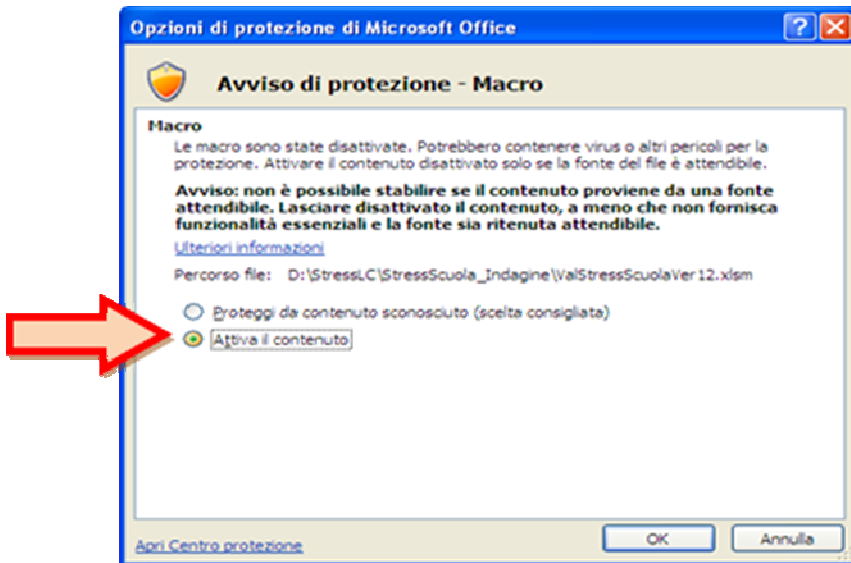 Opzioni di protezione di Microsoft Office
Avviso di protezione - Macro
Macro
Le macro sono state disattivate. Potrebbero contenere virus o altri pericoli per la
protezione. Attivare il contenuto disattivato solo se la fonte del file è attendibile.
Avviso: non è possibile stabilire se il contenuto proviene da una fonte
attendibile. Lasciare disattivato il contenuto, a meno che non fornisca
funzionalità essenziali e la fonte sia ritenuta attendibile.
Ulteriori informazioni
Percorso file: D:\StressLC\StressScuola_Indagine\ValStressScuolaVer12.xlsm
Proteggi da contenuto sconosciuto (scelta consigliata)
Attiva il contenuto
Apri Centro protezione
OK
Annulla